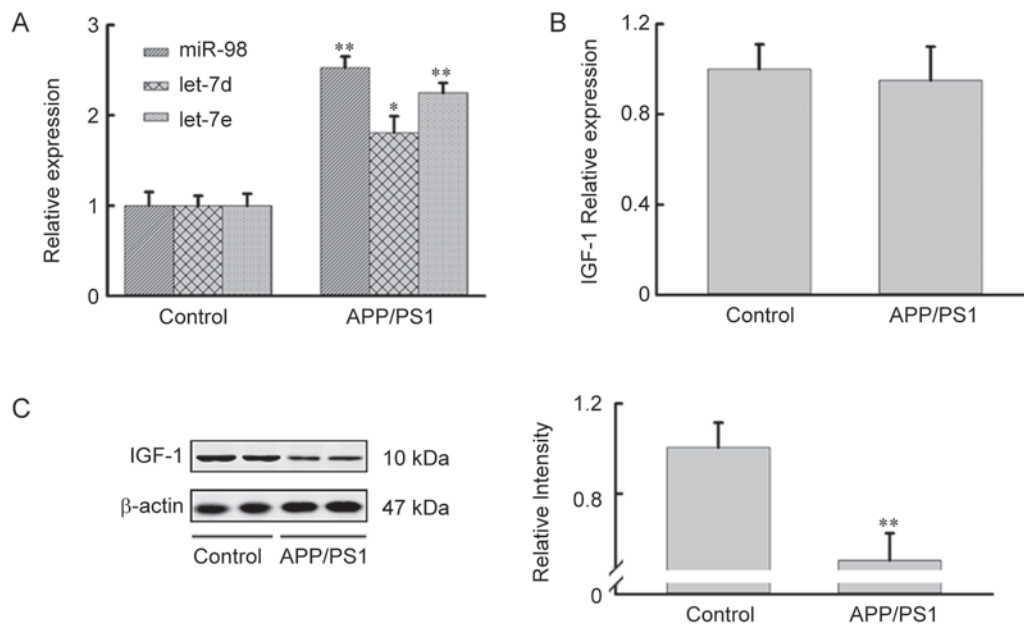 A
3
2
1
0
Relative expression
miR-98
let-7d
let-7e
**
*
**
Control
APP/PS1
B
1.2
0.8
0.4
0
IGF-1 Relative expression
Control
APP/PS1
C
IGF-1
10 kDa
β-actin
47 kDa
Control
APP/PS1
1.2
0.8
0
Relative Intensity
**
Control
APP/PS1